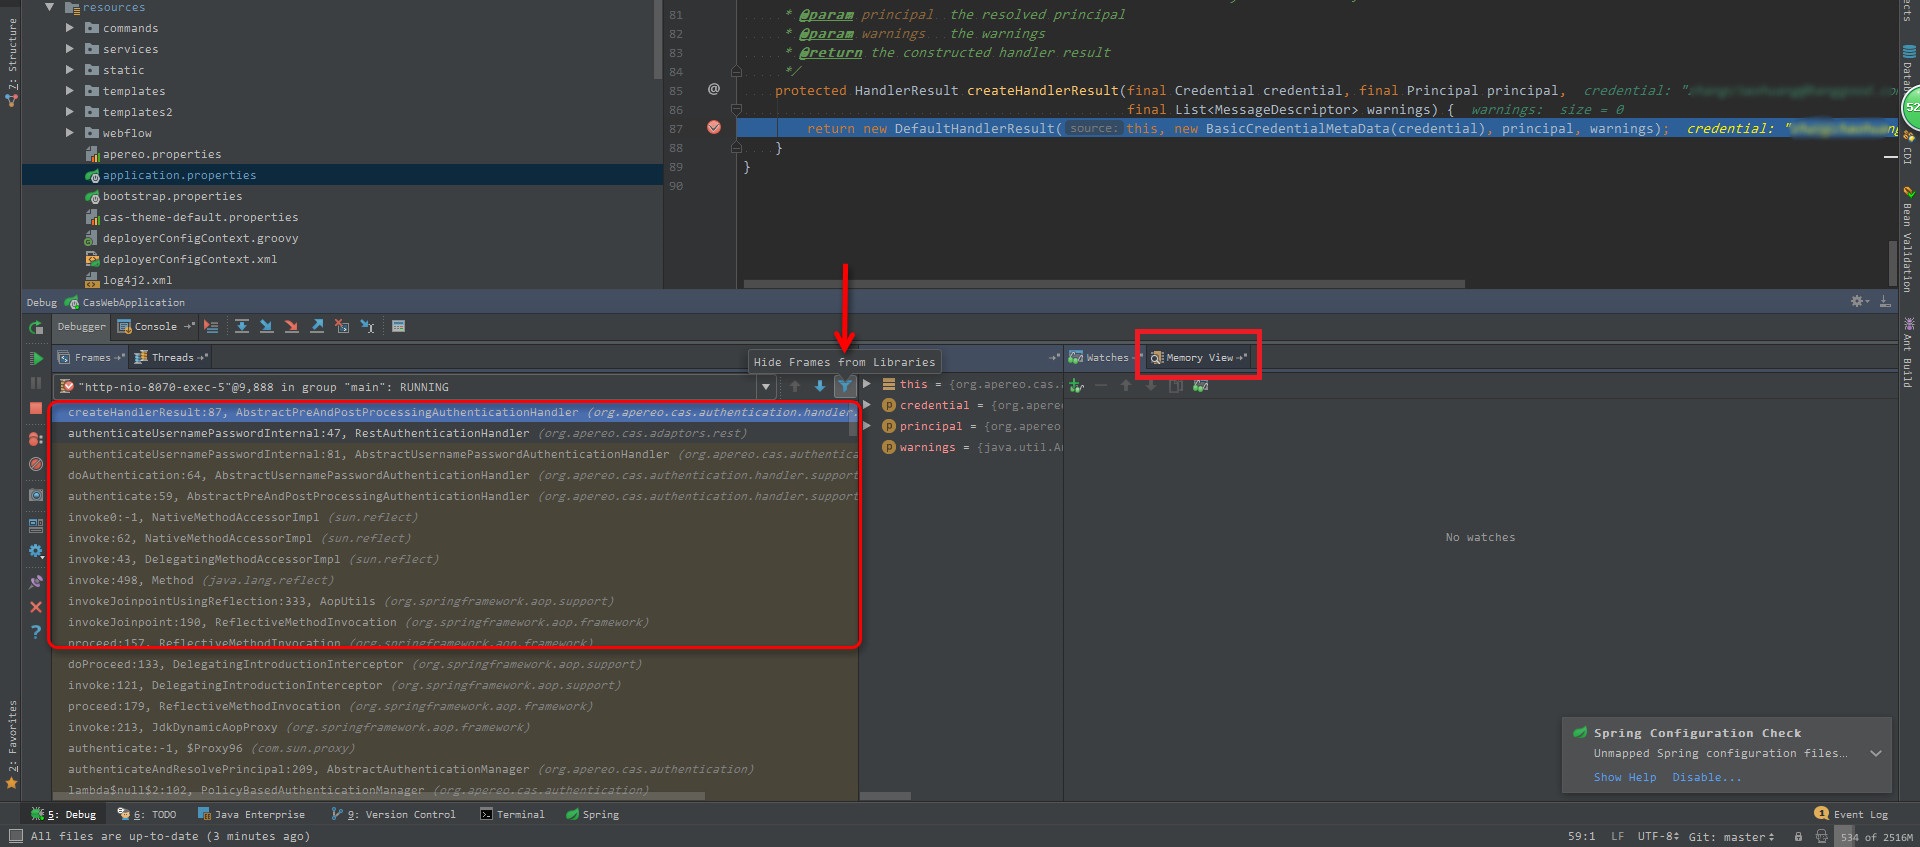 resources
commands
services
static
templates
templates2
webflow
apereo.properties
application.properties
bootstrap.properties
cas-theme-default.properties
deployerConfigContext.groovy
deployerConfigContext.xml
log4j2.xml
7: Structure
2: Favorites
81 * @param principal the resolved principal
82 * @param warnings the warnings
83 * @return the constructed handler result
84 */
85 @ protected HandlerResult createHandlerResult(final Credential credential, final Principal principal, credential: "
86 final List<MessageDescriptor> warnings) { warnings: size = 0
87 return new DefaultHandlerResult( source: this, new BasicCredentialMetaData(credential), principal, warnings); credential: "
88 }
89 }
90
52
CDI
Bean Validation
Ant Build
Debug CasWebApplication
Debugger Console
Frames Threads
Hide Frames from Libraries
Watches Memory View
"http-nio-8070-exec-5"@9,888 in group "main": RUNNING
createHandlerResult:87, AbstractPreAndPostProcessingAuthenticationHandler (org.apereo.cas.authentication.handler.
authenticateUsernamePasswordInternal:47, RestAuthenticationHandler (org.apereo.cas.adaptors.rest)
authenticateUsernamePasswordInternal:81, AbstractUsernamePasswordAuthenticationHandler (org.apereo.cas.authentica
doAuthentication:64, AbstractUsernamePasswordAuthenticationHandler (org.apereo.cas.authentication.handler.support
authenticate:59, AbstractPreAndPostProcessingAuthenticationHandler (org.apereo.cas.authentication.handler.support
invoke0:-1, NativeMethodAccessorImpl (sun.reflect)
invoke:62, NativeMethodAccessorImpl (sun.reflect)
invoke:43, DelegatingMethodAccessorImpl (sun.reflect)
invoke:498, Method (java.lang.reflect)
invokeJoinpointUsingReflection:333, AopUtils (org.springframework.aop.support)
invokeJoinpoint:190, ReflectiveMethodInvocation (org.springframework.aop.framework)
proceed:157, ReflectiveMethodInvocation (org.springframework.aop.framework)
doProceed:133, DelegatingIntroductionInterceptor (org.springframework.aop.support)
invoke:121, DelegatingIntroductionInterceptor (org.springframework.aop.support)
proceed:179, ReflectiveMethodInvocation (org.springframework.aop.framework)
invoke:213, JdkDynamicAopProxy (org.springframework.aop.framework)
authenticate:-1, $Proxy96 (com.sun.proxy)
authenticateAndResolvePrincipal:209, AbstractAuthenticationManager (org.apereo.cas.authentication)
lambda$null$2:102, PolicyBasedAuthenticationManager (org.apereo.cas.authentication)
this = {org.apereo.cas.
credential = {org.apere
principal = {org.apereo
warnings = {java.util.A
No watches
Spring Configuration Check
Unmapped Spring configuration files...
Show Help Disable...
5: Debug 6: TODO Java Enterprise 9: Version Control Terminal Spring 1 Event Log
All files are up-to-date (3 minutes ago) 59:1 LF UTF-8 Git: master 534 of 2516M